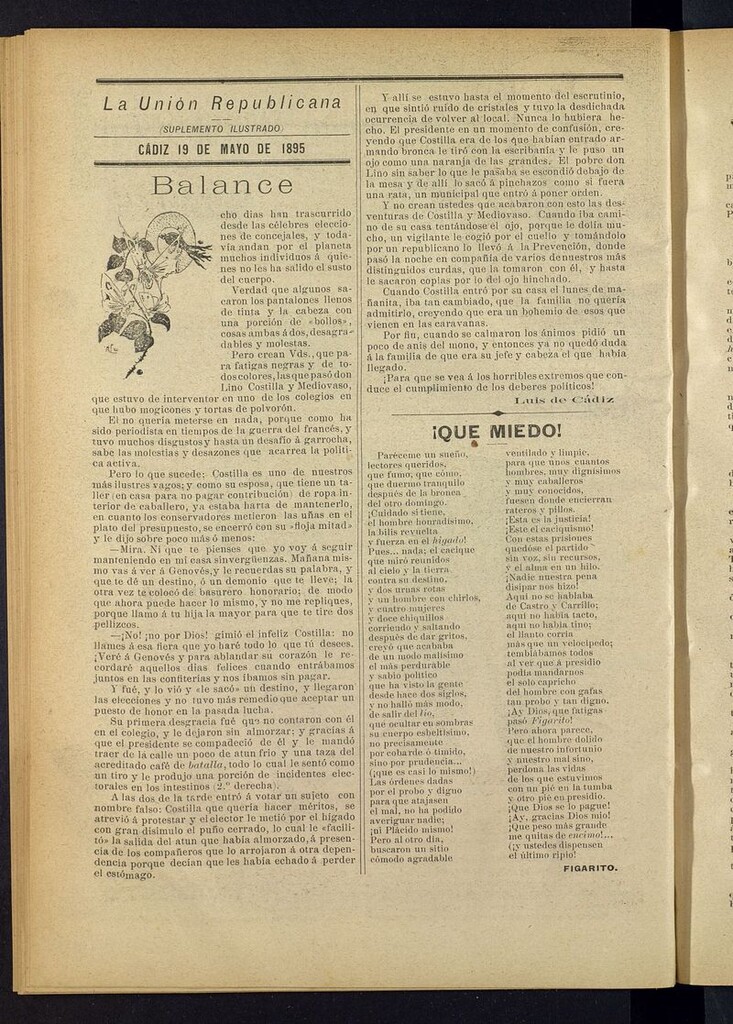 La Unión Republicana
(SUPLEMENTO ILUSTRADO)
CÁDIZ 19 DE MAYO DE 1895
Balance
cho días han trascurrido
desde las célebres eleccio-
nes de concejales, y toda-
vía andan por el planeta
muchos individuos á quie-
nes no les ha salido el susto
del cuerpo.
Verdad que algunos sa-
caron los pantalones llenos
de tinta y la cabeza con
una porción de «bollos»,
cosas ambas á dos, desagra-
dables y molestas.
Pero crean Vds., que pa-
ra fatigas negras y de to-
dos colores, las que pasó don
Lino Costilla y Mediovaso,
que estuvo de interventor en uno de los colegios en
que hubo mogicones y tortas de polvorón.
El no quería meterse en nada, porque como ha
sido periodista en tiempos de la guerra del francés, y
tuvo muchos disgustos y hasta un desafío á garrocha,
sabe las molestias y desazones que acarrea la políti-
ca activa.
Pero lo que sucede; Costilla es uno de nuestros
más ilustres vagos; y como su esposa, que tiene un ta-
ller (en casa para no pagar contribución) de ropa in-
terior de caballero, ya estaba harta de mantenerlo,
en cuanto los conservadores metieron las uñas en el
plato del presupuesto, se encerró con su «floja mitad»
y le dijo sobre poco más ó menos:
—Mira. Ni que te pienses que yo voy á seguir
manteniendo en mi casa sinvergüenzas. Mañana mis-
mo vas á ver á Genovés, y le recuerdas su palabra, y
que te dé un destino, ó un demonio que te lleve; la
otra vez te colocó de basurero honorario; de modo
que ahora puede hacer lo mismo, y no me repliques,
porque llamo á tu hija la mayor para que te tire dos
pellizcos.
—¡No! ¡no por Dios! gimió el infeliz Costilla: no
llames á esa fiera que yo haré todo lo que tú desees.
¡Veré á Genovés y para ablandar su corazón le re-
cordaré aquellos días felices cuando entrábamos
juntos en las confiterías y nos íbamos sin pagar.
Y fué, y lo vió y «le sacó» un destino, y llegaron
las elecciones y no tuvo más remedio que aceptar un
puesto de honor en la pasada lucha.
Su primera desgracia fué que no contaron con él
en el colegio, y le dejaron sin almorzar; y gracias á
que el presidente se compadeció de él y le mandó
traer de la calle un poco de atun frío y una taza del
acreditado café de batalla, todo lo cual le sentó como
un tiro y le produjo una porción de incidentes elec-
torales en los intestinos (2.ª derecha).
A las dos de la tarde entró á votar un sujeto con
nombre falso: Costilla que quería hacer méritos, se
atrevió á protestar y el elector le metió por el hígado
con gran disimulo el puño cerrado, lo cual le «facili-
tó» la salida del atun que había almorzado, á presen-
cia de los compañeros que lo arrojaron á otra depen-
dencia porque decían que les había echado á perder
el estómago.
Y allí se estuvo hasta el momento del escrutinio,
en que sintió ruído de cristales y tuvo la desdichada
ocurrencia de volver al local. Nunca lo hubiera he-
cho. El presidente en un momento de confusión, cre-
yendo que Costilla era de los que habían entrado ar-
mando bronca le tiró con la escribanía y le puso un
ojo como una naranja de las grandes. El pobre don
Lino sin saber lo que le pasaba se escondió debajo de
la mesa y de allí lo sacó á pinchazos como si fuera
una rata, un municipal que entró á poner orden.
Y no crean ustedes que acabaron con esto las des-
venturas de Costilla y Mediovaso. Cuando iba cami-
no de su casa tentándose el ojo, porque le dolía mu-
cho, un vigilante le cogió por el cuello y tomándolo
por un republicano lo llevó á la Prevención, donde
pasó la noche en compañía de varios de nuestros más
distinguidos curdas, que la tomaron con él, y hasta
le sacaron coplas por lo del ojo hinchado.
Cuando Costilla entró por su casa el lunes de ma-
ñanita, iba tan cambiado, que la familia no quería
admitirlo, creyendo que era un bohemio de esos que
vienen en las caravanas.
Por fin, cuando se calmaron los ánimos pidió un
poco de anis del mono, y entonces ya no quedó duda
á la familia de que era su jefe y cabeza el que había
llegado.
¡Para que se vea á los horribles extremos que con-
duce el cumplimiento de los deberes políticos!
Luis de Cádiz
¡QUE MIEDO!
Paréceme un sueño,
lectores queridos,
que fumo, que como,
que duermo tranquilo
después de la bronca
del otro domingo.
¡Cuidado si tiene,
el hombre honradísimo,
la bilis revuelta
y fuerza en el hígado!
Pues... nada; el cacique
que miró reunidos
al cielo y la tierra
contra su destino,
y dos urnas rotas
y un hombre con chirlos,
y cuatro mujeres
y doce chiquillos
corriendo y saltando
después de dar gritos,
creyó que acababa
de un modo malísimo
el más perdurable
y sabio político
que ha visto la gente
desde hace dos siglos,
y no halló más modo,
de salir del lío,
que ocultar en sombras
su cuerpo esbeltísimo,
no precisamente
por cobarde ó tímido,
sino por prudencia...
(¡que es casi lo mismo!)
Las órdenes dadas
por el probo y digno
para que atajasen
el mal, no ha podido
averiguar nadie;
¡ni Plácido mismo!
Pero al otro día,
buscaron un sitio
cómodo agradable
ventilado y limpio,
para que unos cuantos
hombres, muy dignísimos
y muy caballeros
y muy conocidos,
fuesen donde encierran
rateros y pillos.
¡Esta es la justicia!
¡Este el caciquismo!
Con estas prisiones
quedóse el partido
sin voz, sin recursos,
y el alma en un hilo.
¡Nadie nuestra pena
disipar nos hizo!
Aquí no se hablaba
de Castro y Carrillo;
aquí no había tacto,
aquí no había tino;
el llanto corría
más que un velocípedo;
temblábamos todos
al ver que á presidio
podía mandarnos
el solo capricho
del hombre con gafas
tan probo y tan digno.
¡Ay Dios, que fatigas
pasó Figarito!
Pero ahora parece,
que el hombre dolido
de nuestro infortunio
y nuestro mal sino,
perdona las vidas
de los que estuvimos
con un pié en la tumba
y otro pié en presidio.
¡Que Dios se lo pague!
¡Ay, gracias Dios mío!
¡Que peso más grande
me quitas de encimo!...
(¡y ustedes dispensen
el último ripio!
FIGARITO.